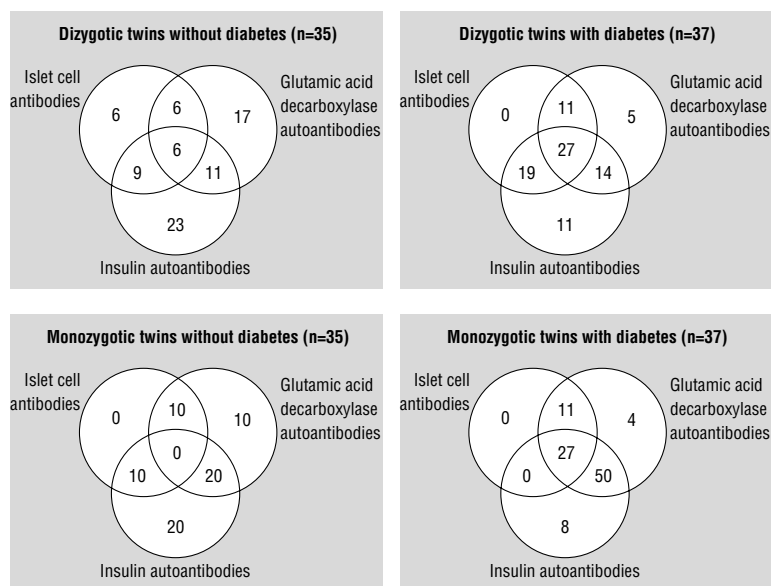 Dizygotic twins without diabetes (n=35)
Islet cell
antibodies
Glutamic acid
decarboxylase
autoantibodies
6
6
17
6
9
11
23
Insulin autoantibodies
Dizygotic twins with diabetes (n=37)
Islet cell
antibodies
Glutamic acid
decarboxylase
autoantibodies
0
11
5
27
19
14
11
Insulin autoantibodies
Monozygotic twins without diabetes (n=35)
Islet cell
antibodies
Glutamic acid
decarboxylase
autoantibodies
0
10
10
0
10
20
20
Insulin autoantibodies
Monozygotic twins with diabetes (n=37)
Islet cell
antibodies
Glutamic acid
decarboxylase
autoantibodies
0
11
4
27
0
50
8
Insulin autoantibodies